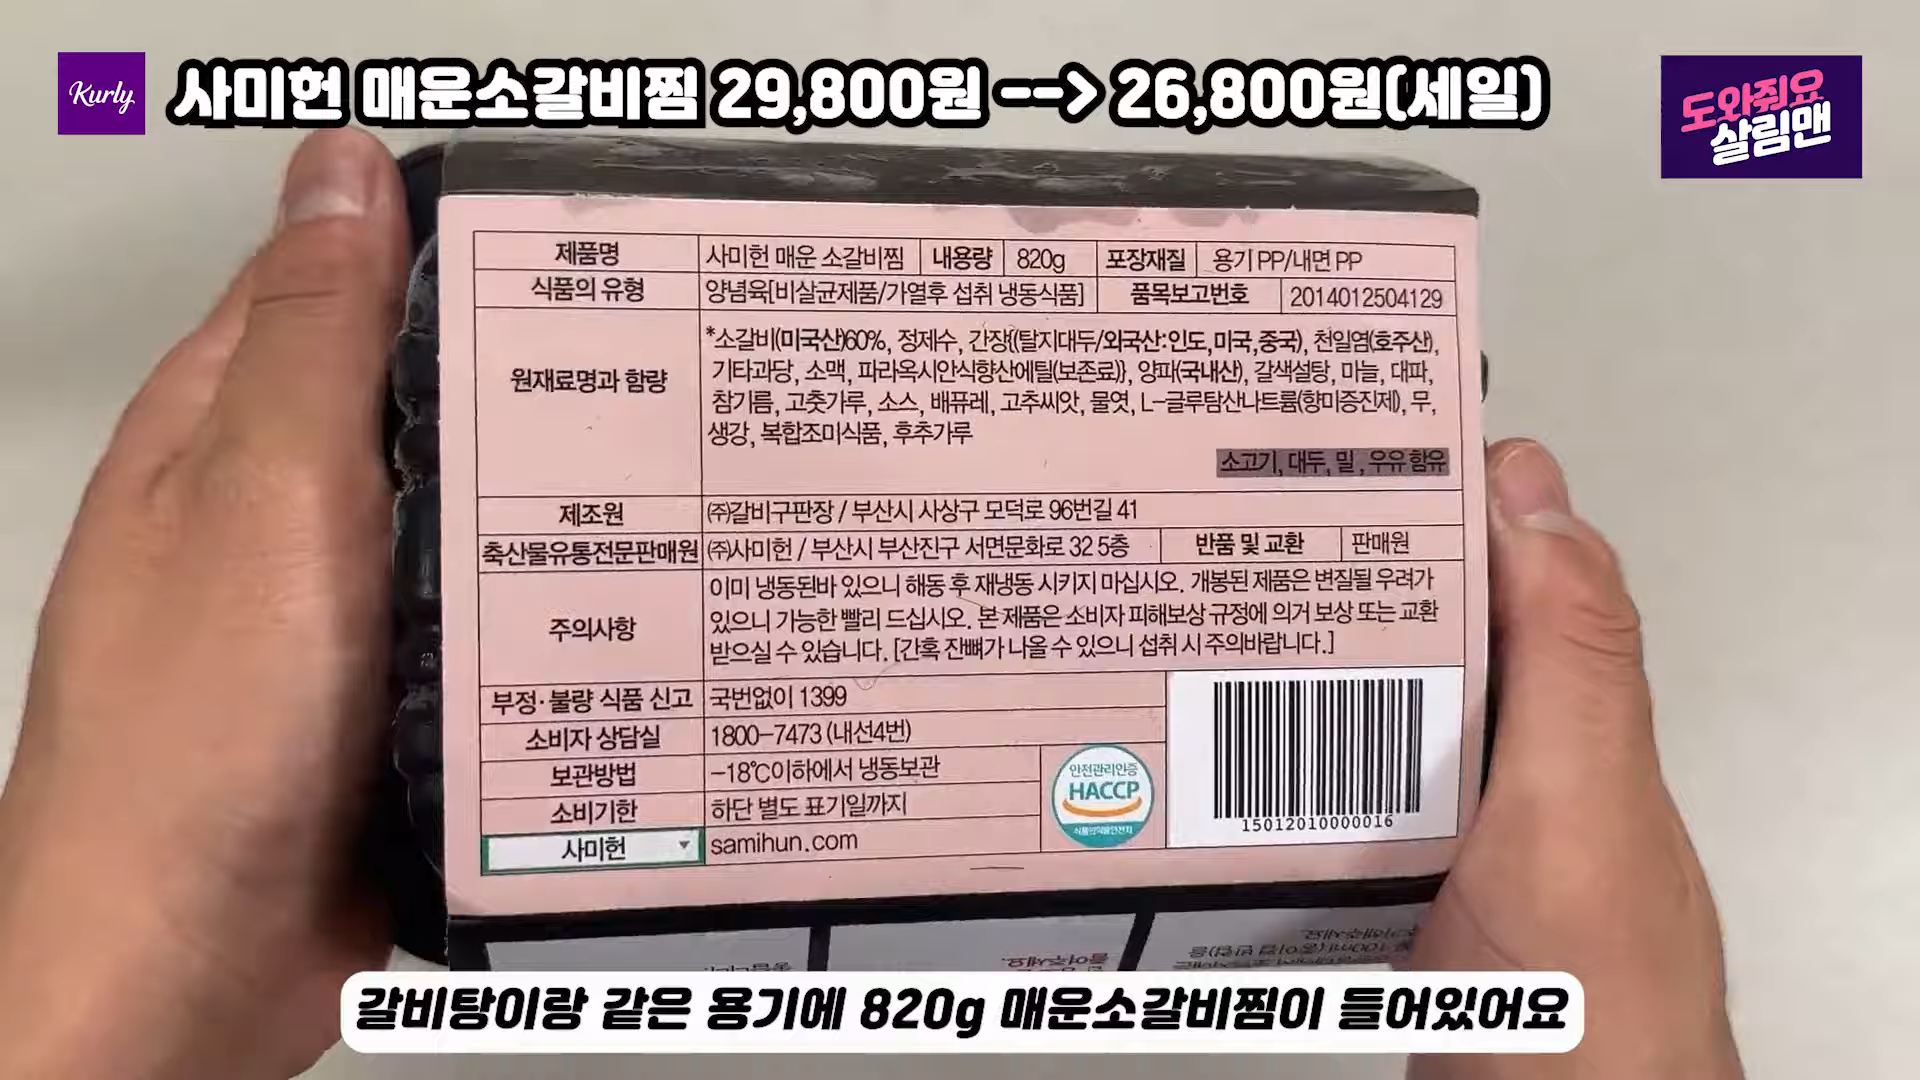 Kurly
사미헌 매운소갈비찜 29,800원 --> 26,800원(세일)
도와줘요
살림맨
제품명 사미헌 매운 소갈비찜 내용량 820g 포장재질 용기 PP/내면 PP
식품의 유형 양념육[비살균제품/가열후 섭취 냉동식품] 품목보고번호 2014012504129
원재료명과 함량
*소갈비(미국산)60%, 정제수, 간장{(탈지대두/외국산:인도,미국,중국), 천일염(호주산),
기타과당, 소맥, 파라옥시안식향산에틸(보존료)}, 양파(국내산), 갈색설탕, 마늘, 대파,
참기름, 고춧가루, 소스, 배퓨레, 고추씨앗, 물엿, L-글루탐산나트륨(향미증진제), 무,
생강, 복합조미식품, 후추가루
소고기, 대두, 밀, 우유 함유
제조원 ㈜갈비구판장 / 부산시 사상구 모덕로 96번길 41
축산물유통전문판매원 ㈜사미헌 / 부산시 부산진구 서면문화로 32 5층 반품 및 교환 판매원
주의사항
이미 냉동된바 있으니 해동 후 재냉동 시키지 마십시오. 개봉된 제품은 변질될 우려가
있으니 가능한 빨리 드십시오. 본 제품은 소비자 피해보상 규정에 의거 보상 또는 교환
받으실 수 있습니다. [간혹 잔뼈가 나올 수 있으니 섭취 시 주의바랍니다.]
부정·불량 식품 신고 국번없이 1399
소비자 상담실 1800-7473 (내선4번)
보관방법 -18℃이하에서 냉동보관
소비기한 하단 별도 표기일까지
사미헌 samihun.com
안전관리인증
HACCP
식품의약품안전처
15012010000016
갈비탕이랑 같은 용기에 820g 매운소갈비찜이 들어있어요